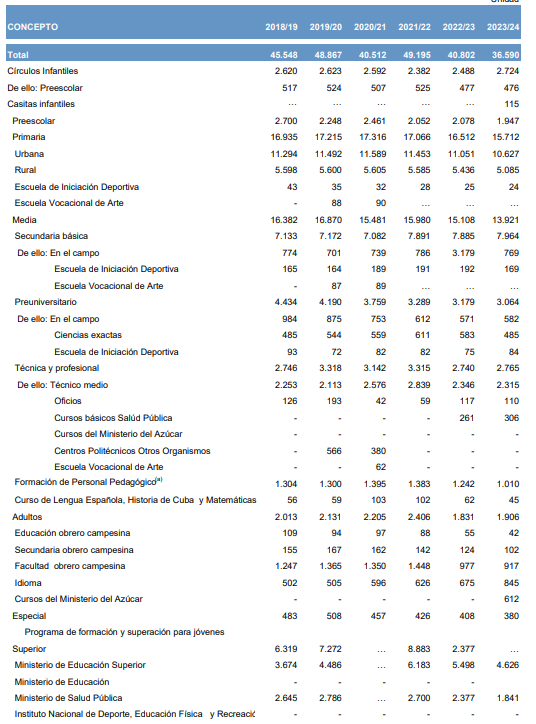 CONCEPTO 2018/19 2019/20 2020/21 2021/22 2022/23 2023/24
Total 45.548 48.867 40.512 49.195 40.802 36.590
Círculos Infantiles 2.620 2.623 2.592 2.382 2.488 2.724
De ello: Preescolar 517 524 507 525 477 476
Casitas infantiles ... ... ... ... ... 115
Preescolar 2.700 2.248 2.461 2.052 2.078 1.947
Primaria 16.935 17.215 17.316 17.066 16.512 15.712
Urbana 11.294 11.492 11.589 11.453 11.051 10.627
Rural 5.598 5.600 5.605 5.585 5.436 5.085
Escuela de Iniciación Deportiva 43 35 32 28 25 24
Escuela Vocacional de Arte - 88 90 ... ... ...
Media 16.382 16.870 15.481 15.980 15.108 13.921
Secundaria básica 7.133 7.172 7.082 7.891 7.885 7.964
De ello: En el campo 774 701 739 786 3.179 769
Escuela de Iniciación Deportiva 165 164 189 191 192 169
Escuela Vocacional de Arte - 87 89 ... ... ...
Preuniversitario 4.434 4.190 3.759 3.289 3.179 3.064
De ello: En el campo 984 875 753 612 571 582
Ciencias exactas 485 544 559 611 583 485
Escuela de Iniciación Deportiva 93 72 82 82 75 84
Técnica y profesional 2.746 3.318 3.142 3.315 2.740 2.765
De ello: Técnico medio 2.253 2.113 2.576 2.839 2.346 2.315
Oficios 126 193 42 59 117 110
Cursos básicos Salúd Pública - - - - 261 306
Cursos del Ministerio del Azúcar - - - - - -
Centros Politécnicos Otros Organismos - 566 380 - - -
Escuela Vocacional de Arte - - 62 - - -
Formación de Personal Pedagógico(a) 1.304 1.300 1.395 1.383 1.242 1.010
Curso de Lengua Española, Historia de Cuba y Matemáticas 56 59 103 102 62 45
Adultos 2.013 2.131 2.205 2.406 1.831 1.906
Educación obrero campesina 109 94 97 88 55 42
Secundaria obrero campesina 155 167 162 142 124 102
Facultad obrero campesina 1.247 1.365 1.350 1.448 977 917
Idioma 502 505 596 626 675 845
Cursos del Ministerio del Azúcar - - - - - 612
Especial 483 508 457 426 408 380
Programa de formación y superación para jóvenes
Superior 6.319 7.272 ... 8.883 2.377 ...
Ministerio de Educación Superior 3.674 4.486 ... 6.183 5.498 4.626
Ministerio de Educación - - - - - -
Ministerio de Salud Pública 2.645 2.786 ... 2.700 2.377 1.841
Instituto Nacional de Deporte, Educación Física y - - - - - -